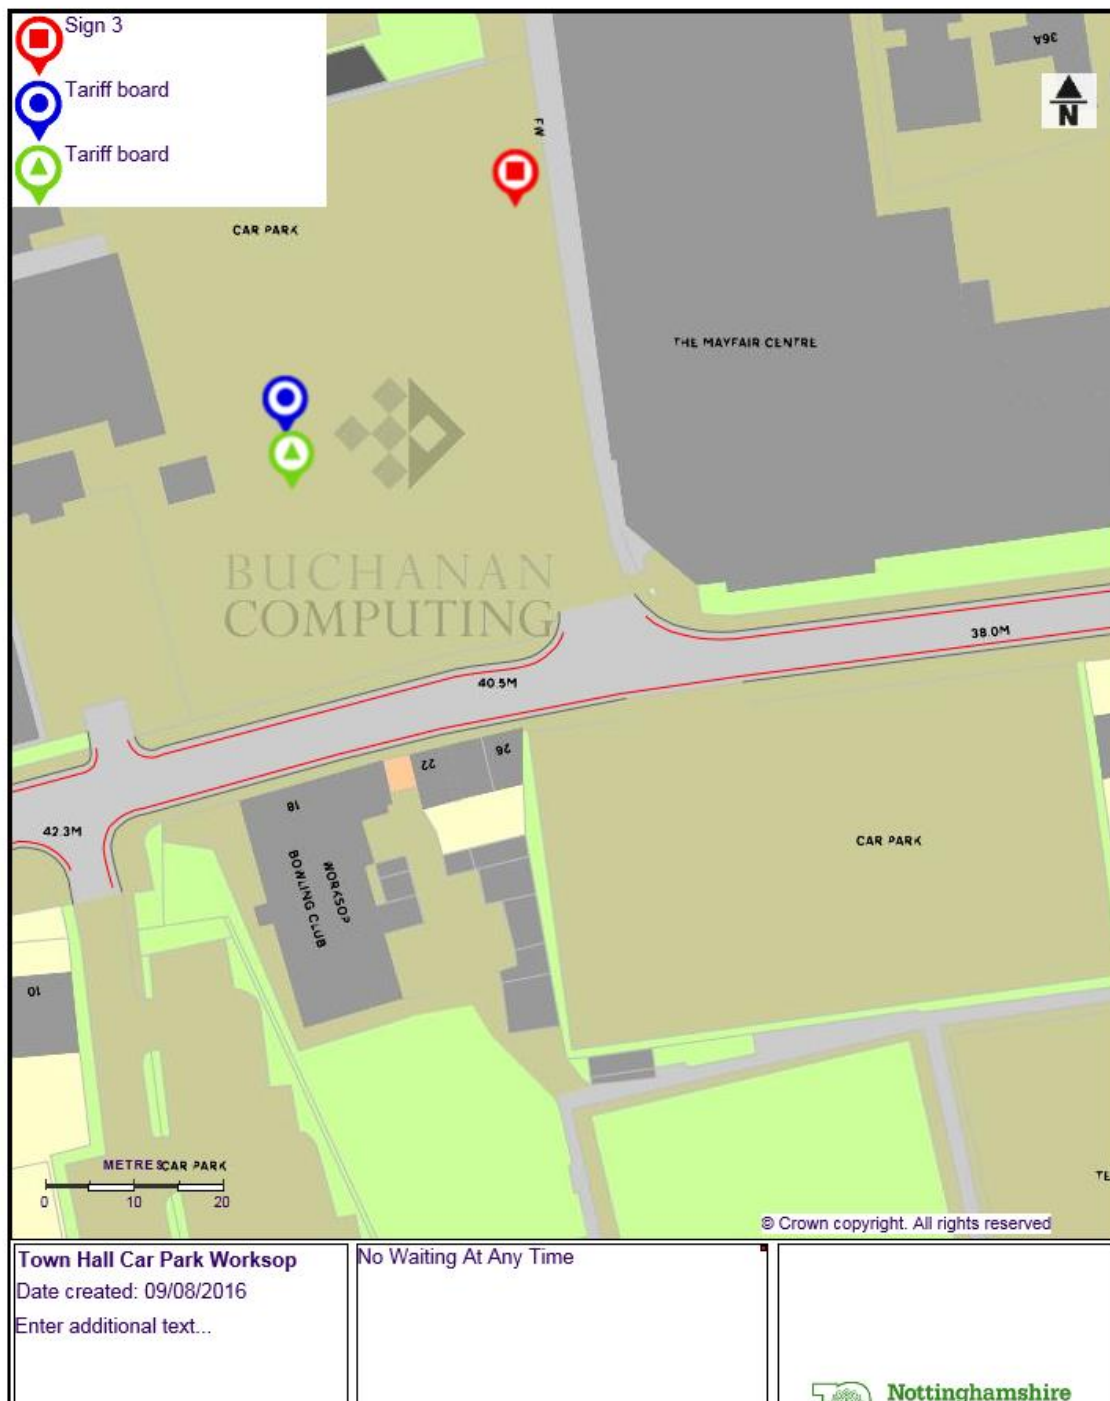 Sign 3
Tariff board
Tariff board
36A
N
FW
CAR PARK
THE MAYFAIR CENTRE
BUCHANAN
COMPUTING
38.0M
40.5M
26
22
18
42.3M
CAR PARK
WORKSOP
BOWLING CLUB
10
METRES
CAR PARK
0 10 20
TE
© Crown copyright. All rights reserved
Town Hall Car Park Worksop
Date created: 09/08/2016
Enter additional text...
No Waiting At Any Time
Nottinghamshire